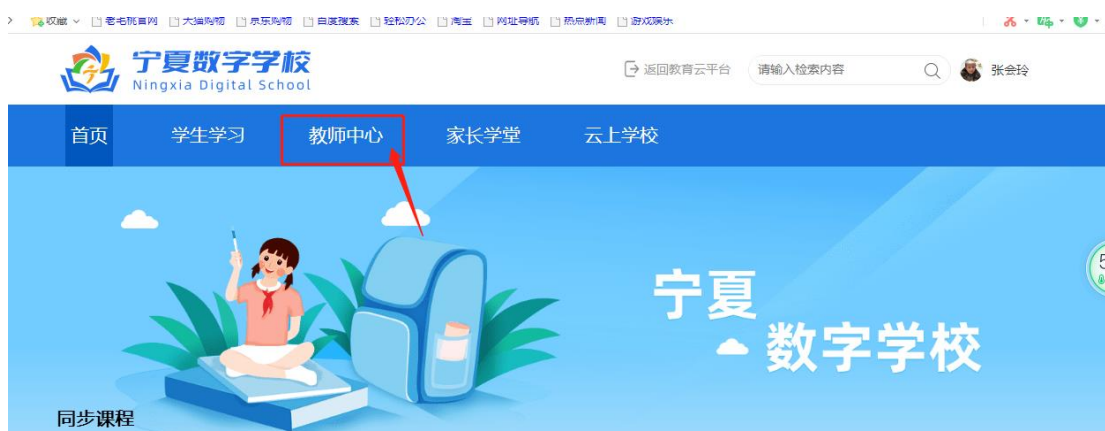 收藏 老毛桃官网 天猫购物 京东购物 百度搜索 轻松办公 淘宝 网址导航 热点新闻 游戏娱乐
宁夏数字学校
Ningxia Digital School
返回教育云平台 请输入检索内容 张会玲
首页 学生学习 教师中心 家长学堂 云上学校
宁夏
数字学校
同步课程